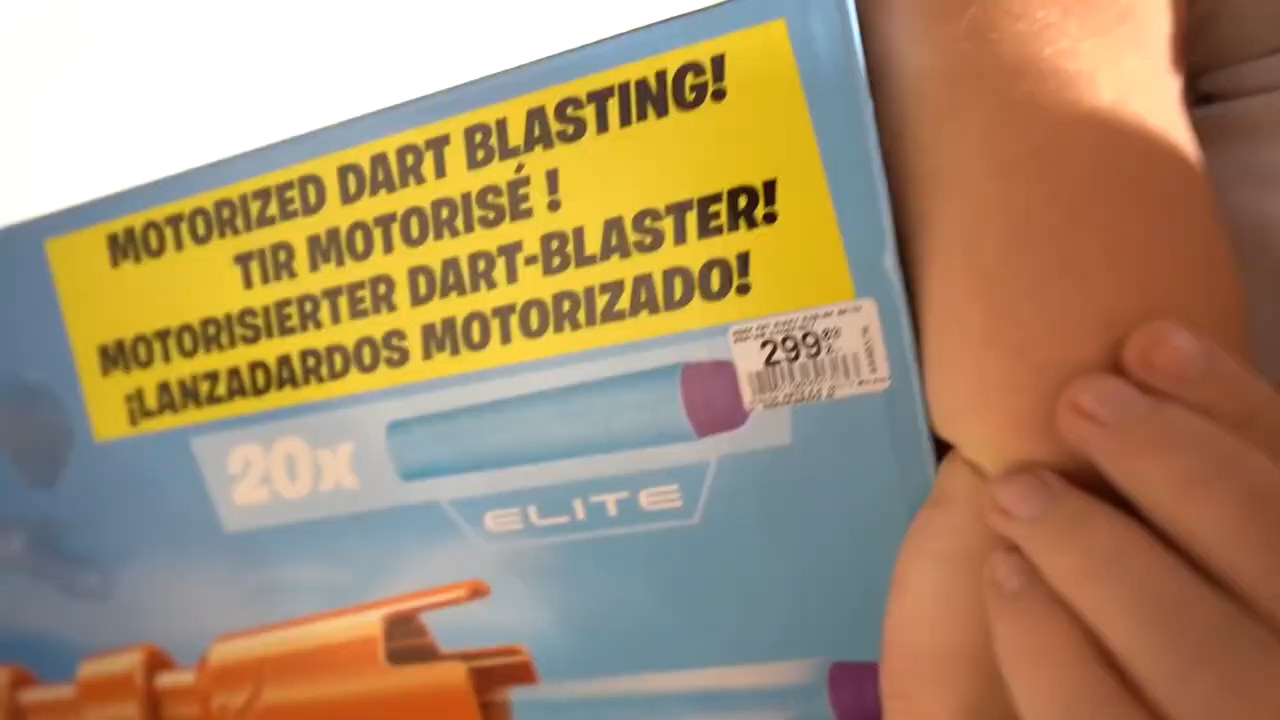 MOTORIZED DART BLASTING!
TIR MOTORISÉ !
MOTORISIERTER DART-BLASTER!
¡LANZADARDOS MOTORIZADO!
299
20x
ELITE